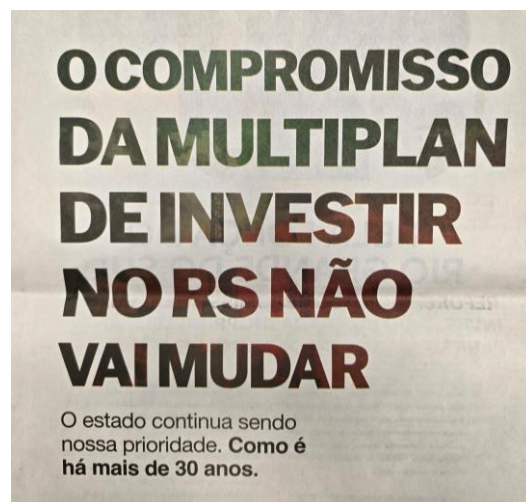 O COMPROMISSO
DA MULTIPLAN
DE INVESTIR
NO RS NÃO
VAI MUDAR
O estado continua sendo
nossa prioridade. Como é
há mais de 30 anos.